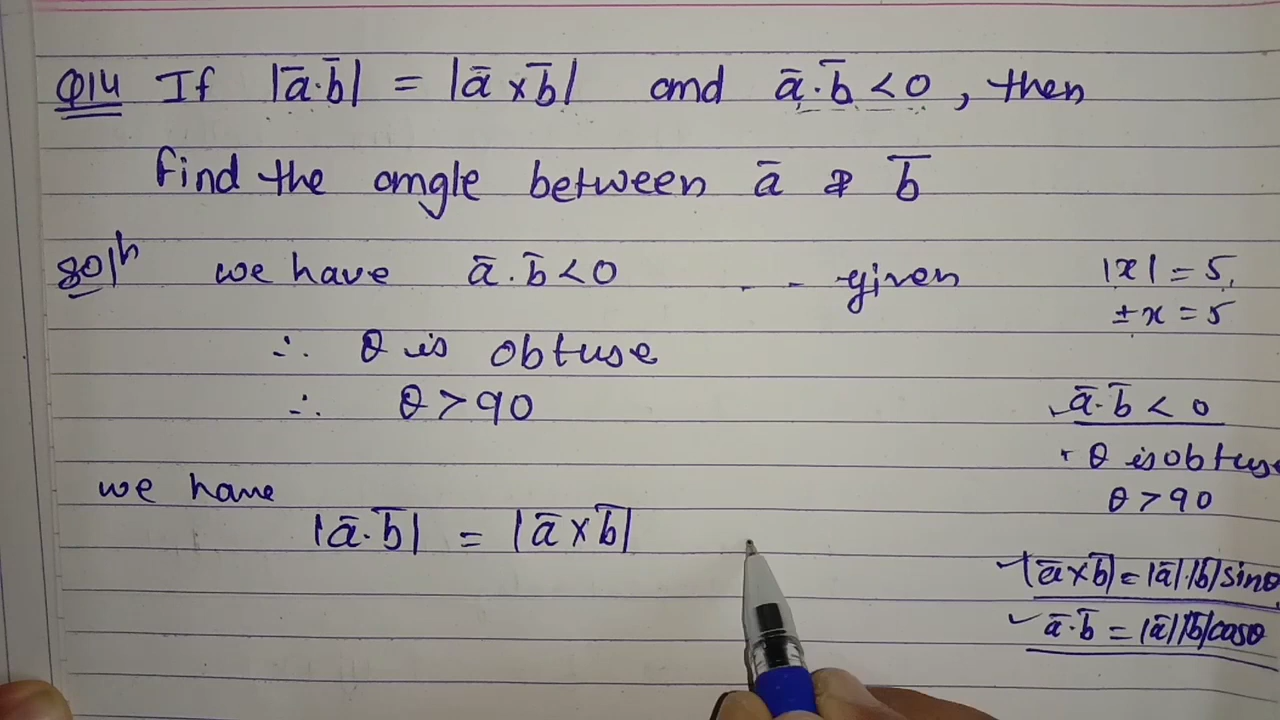 Q14 If |ā·b̄| = |ā×b̄| and ā·b̄ < 0, then
find the angle between ā & b̄
Solⁿ we have ā·b̄ < 0 - - given
∴ θ is obtuse
∴ θ > 90
we have
|ā·b̄| = |ā×b̄|
|x| = 5,
±x = 5
ā·b̄ < 0
θ is obtuse
θ > 90
|ā×b̄| = |ā|·|b̄| sinθ
ā·b̄ = |ā||b̄|cosθ